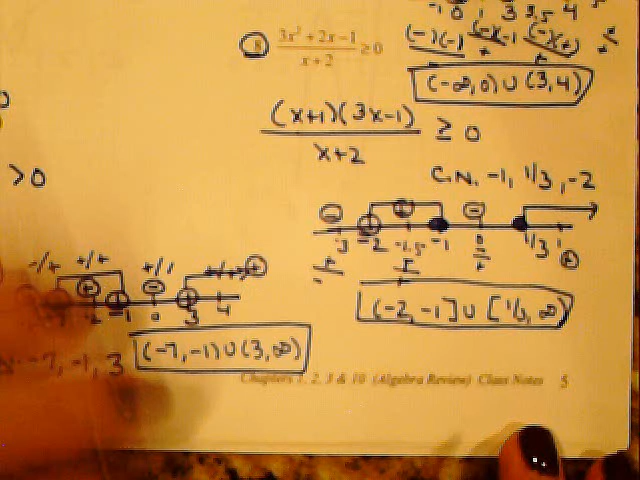 -1 0 1 3 3.5 4
8 3x² + 2x - 1 / x + 2 ≥ 0
(-∞, 0) ∪ (3, 4)
(x+1)(3x-1) / x+2 ≥ 0
>0
C.N. -1, 1/3, -2
-3 -2 -1.5 -1 0 1/3 1
(-2, -1] ∪ [1/3, ∞)
-/+ +/+ +/
-1 0 3 4
-7, -1, 3
(-7, -1) ∪ (3, ∞)
Chapters 1, 2, 3 & 10 (Algebra Review) Class Notes 5